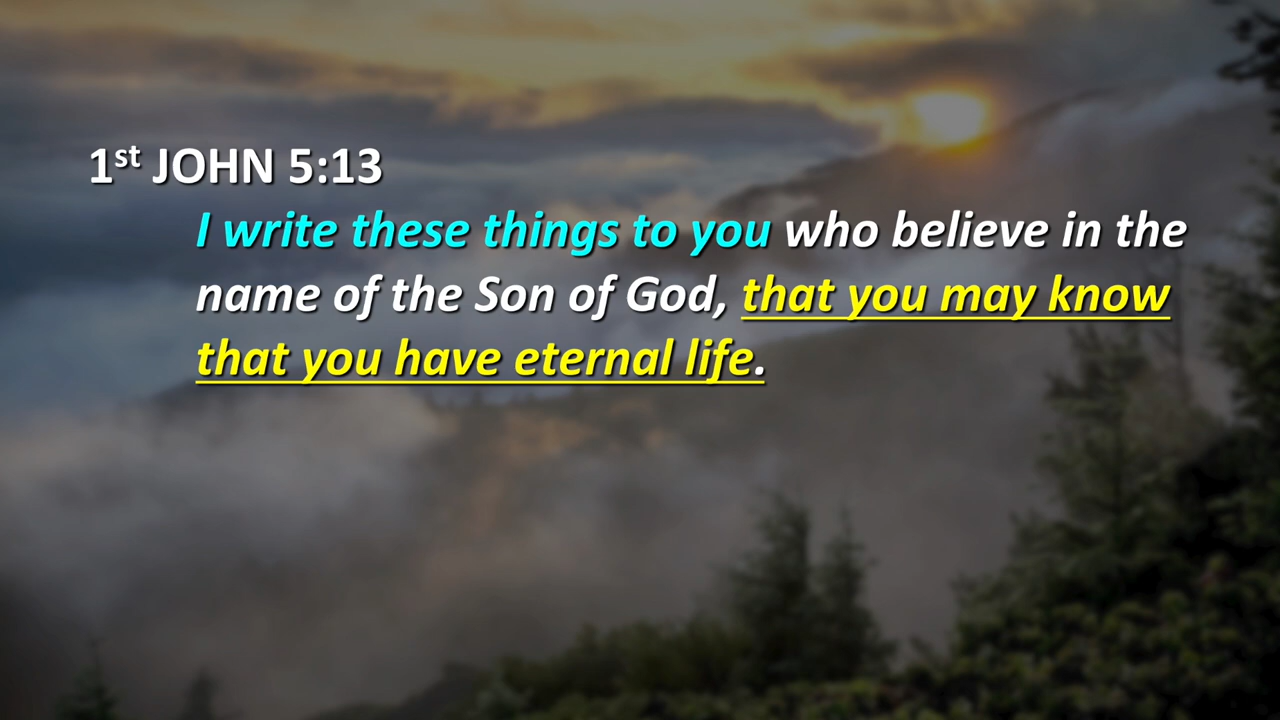 1st JOHN 5:13
I write these things to you who believe in the
name of the Son of God, that you may know
that you have eternal life.